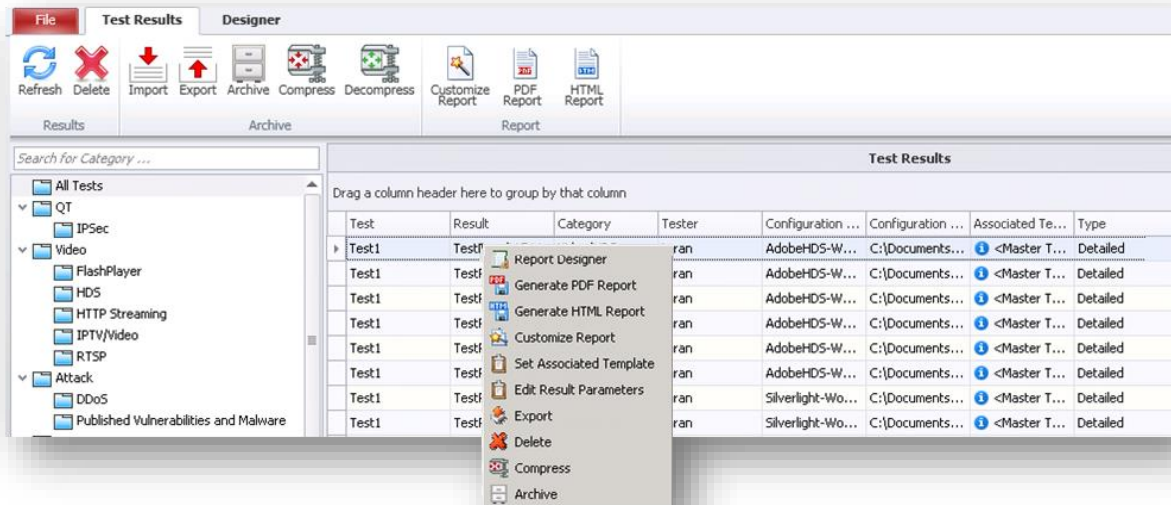 File Test Results Designer
Refresh Delete Import Export Archive Compress Decompress Customize Report PDF Report HTML Report
Results Archive Report
Search for Category ...
All Tests
QT
IPSec
Video
FlashPlayer
HDS
HTTP Streaming
IPTV/Video
RTSP
Attack
DDoS
Published Vulnerabilities and Malware
Test Results
Drag a column header here to group by that column
Test Result Category Tester Configuration ... Configuration ... Associated Te... Type
Test1 AdobeHDS-W... C:\Documents... <Master T... Detailed
Test1 AdobeHDS-W... C:\Documents... <Master T... Detailed
Test1 AdobeHDS-W... C:\Documents... <Master T... Detailed
Test1 AdobeHDS-W... C:\Documents... <Master T... Detailed
Test1 AdobeHDS-W... C:\Documents... <Master T... Detailed
Test1 AdobeHDS-W... C:\Documents... <Master T... Detailed
Test1 Silverlight-Wo... C:\Documents... <Master T... Detailed
Test1 Silverlight-Wo... C:\Documents... <Master T... Detailed
Report Designer
Generate PDF Report
Generate HTML Report
Customize Report
Set Associated Template
Edit Result Parameters
Export
Delete
Compress
Archive